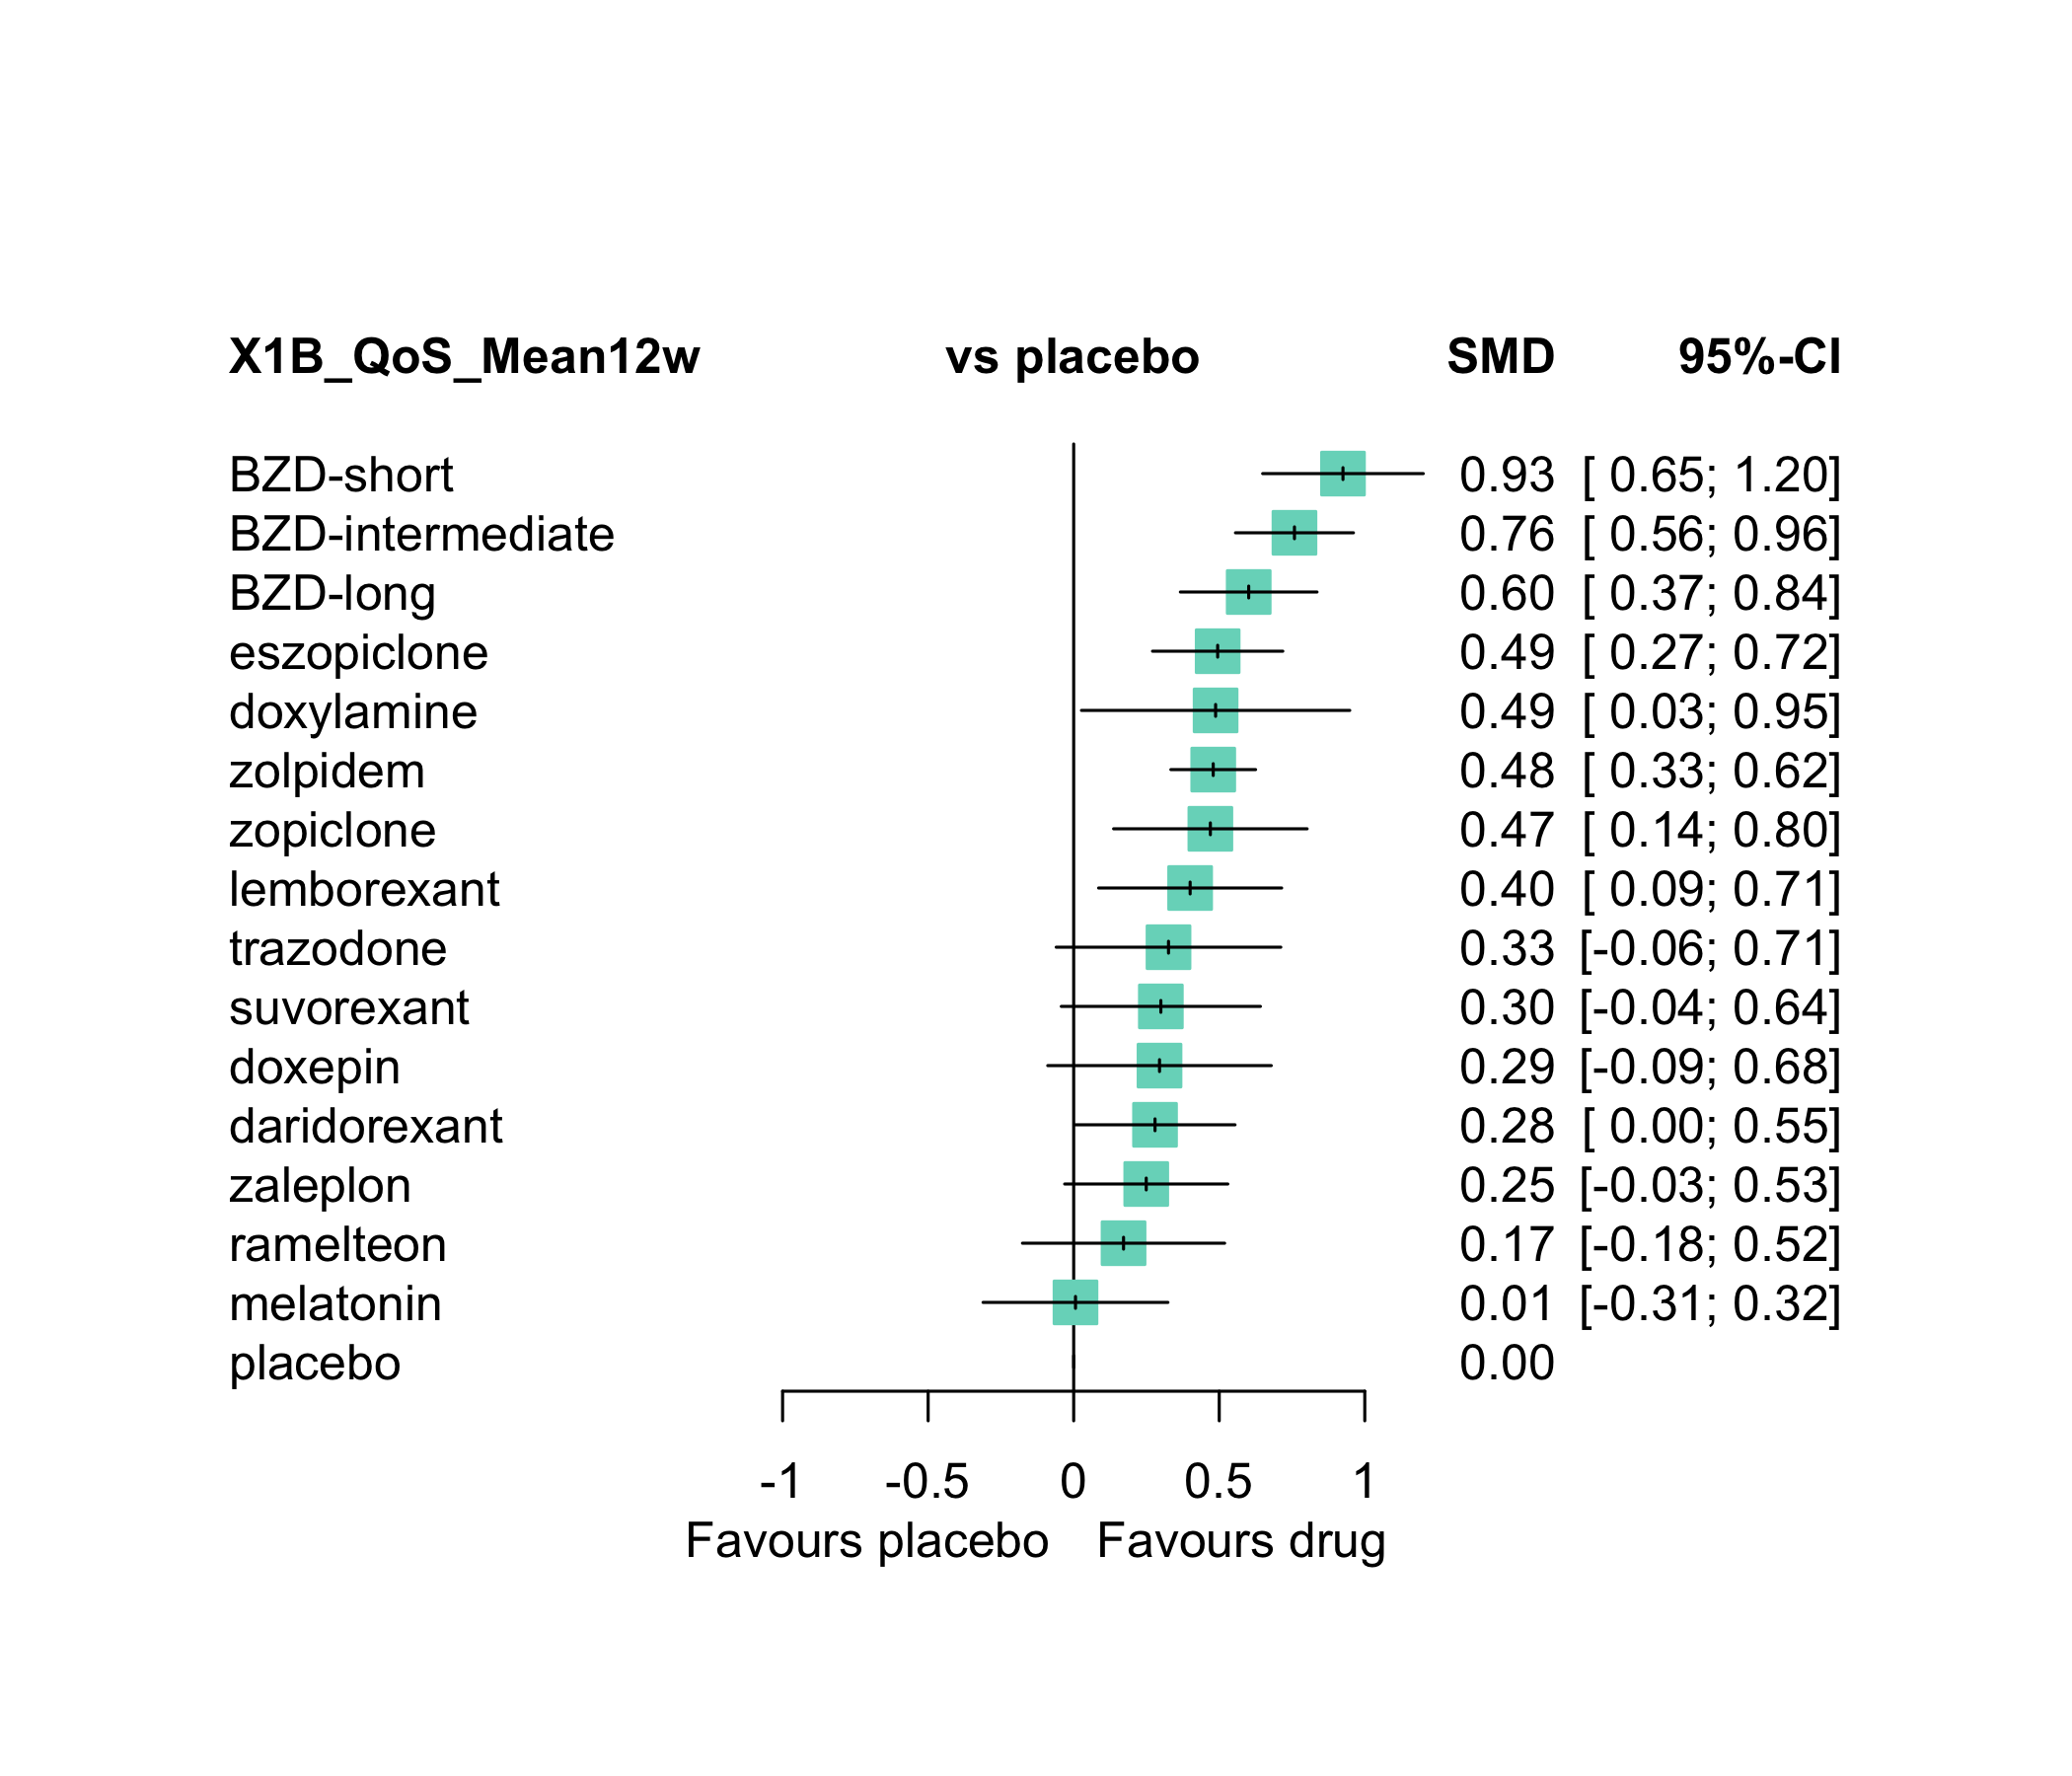 X1B_QoS_Mean12w vs placebo SMD 95%-CI
BZD-short 0.93 [ 0.65; 1.20]
BZD-intermediate 0.76 [ 0.56; 0.96]
BZD-long 0.60 [ 0.37; 0.84]
eszopiclone 0.49 [ 0.27; 0.72]
doxylamine 0.49 [ 0.03; 0.95]
zolpidem 0.48 [ 0.33; 0.62]
zopiclone 0.47 [ 0.14; 0.80]
lemborexant 0.40 [ 0.09; 0.71]
trazodone 0.33 [-0.06; 0.71]
suvorexant 0.30 [-0.04; 0.64]
doxepin 0.29 [-0.09; 0.68]
daridorexant 0.28 [ 0.00; 0.55]
zaleplon 0.25 [-0.03; 0.53]
ramelteon 0.17 [-0.18; 0.52]
melatonin 0.01 [-0.31; 0.32]
placebo 0.00
-1 -0.5 0 0.5 1
Favours placebo Favours drug